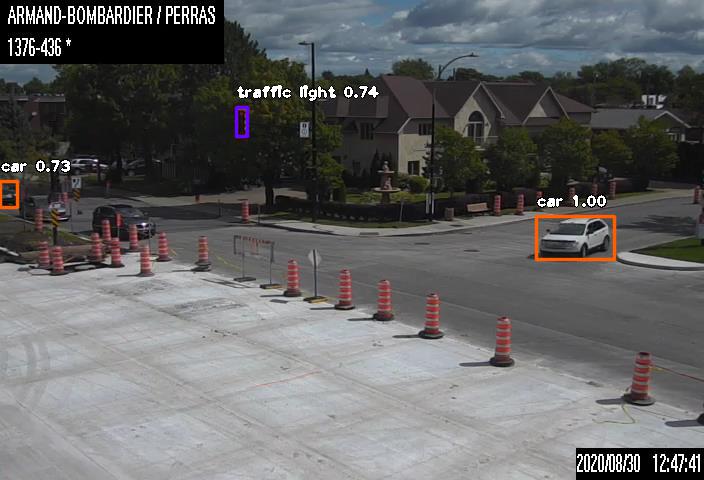 ARMAND-BOMBARDIER / PERRAS
1376-436 *
traffic light 0.74
car 0.73
car 1.00
2020/08/30 12:47:41